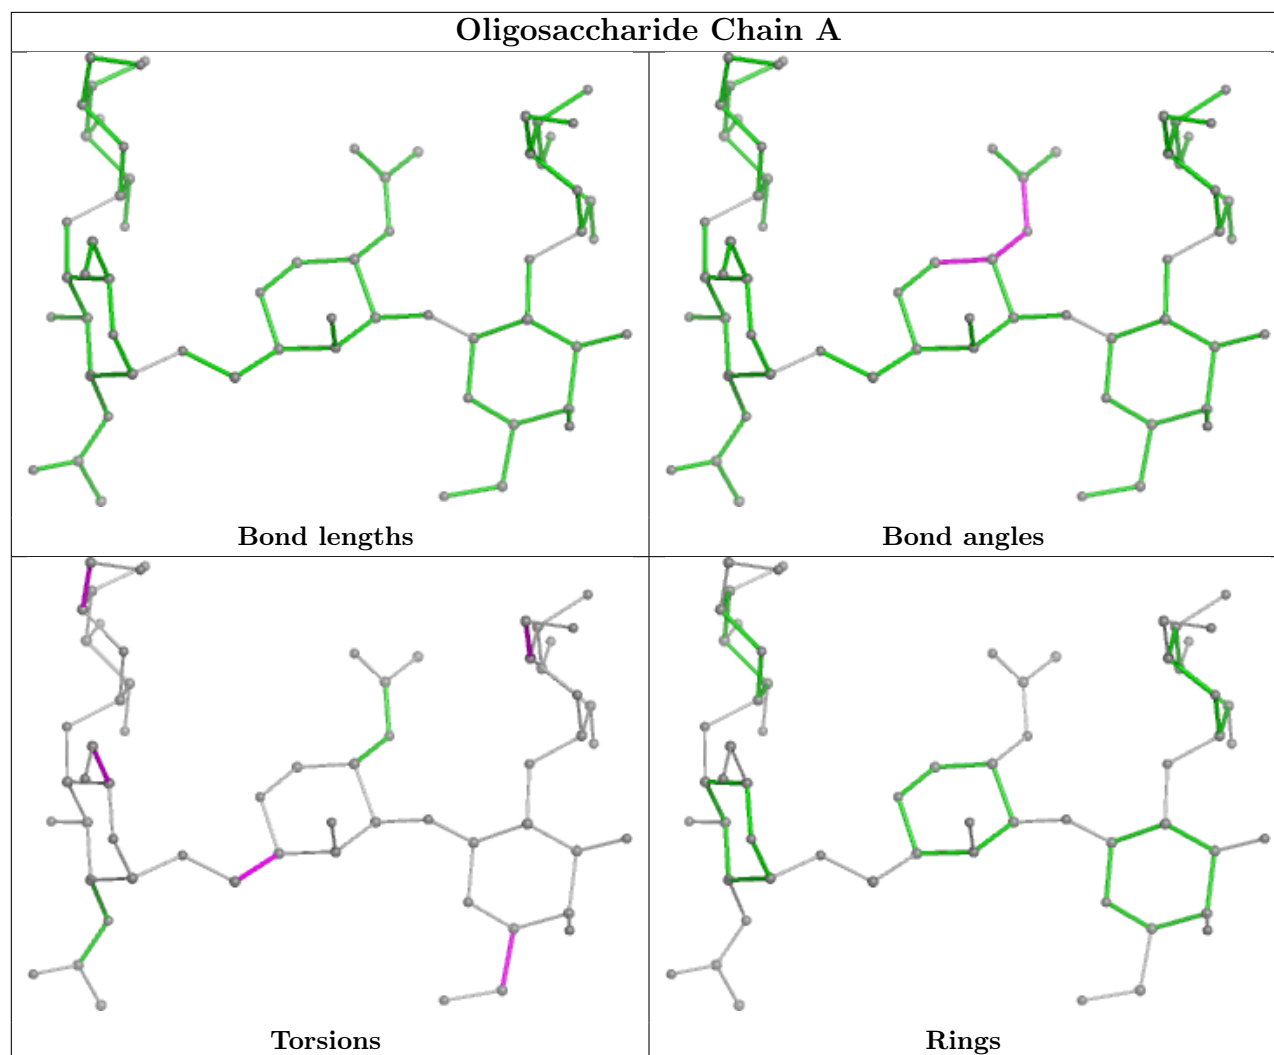 Oligosaccharide Chain A
Bond lengths
Bond angles
Torsions
Rings